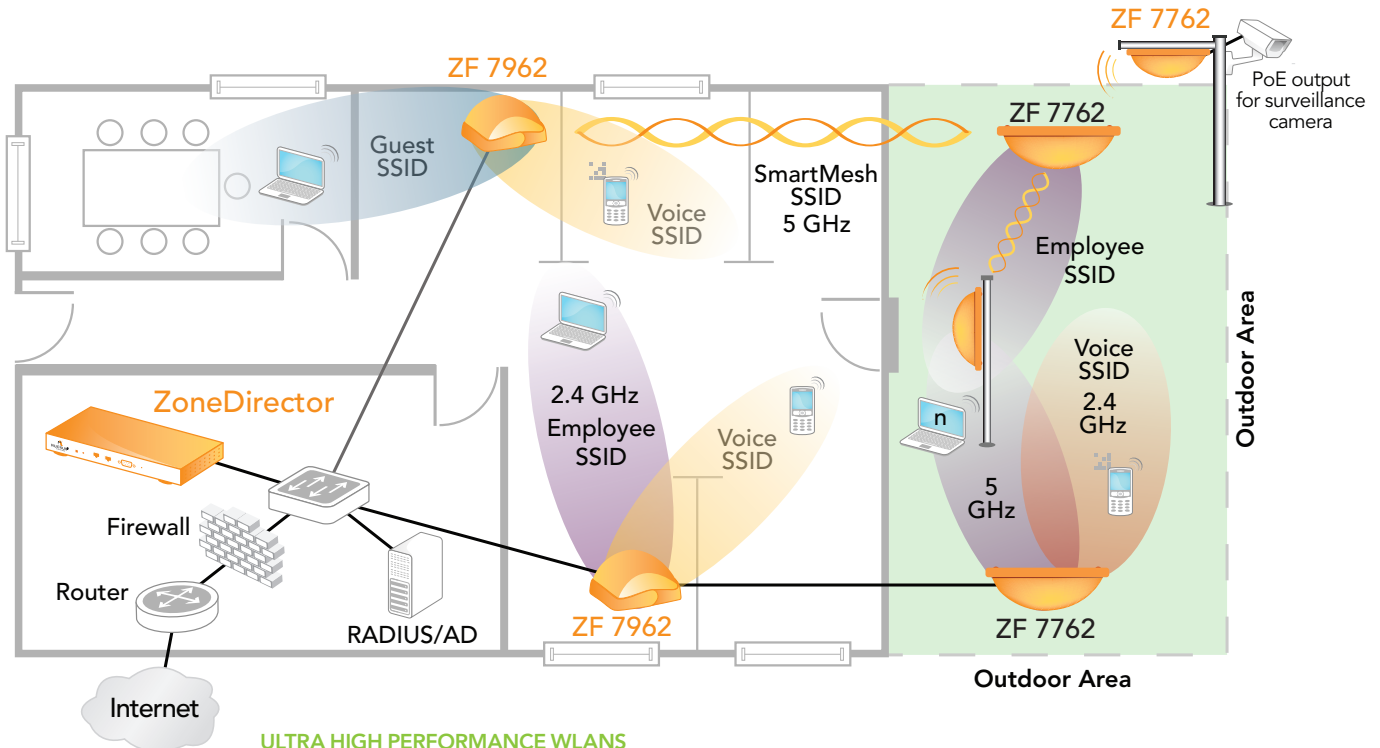 ZF 7762
PoE output
for surveillance
camera
ZF 7962
ZF 7762
Guest
SSID
Voice
SSID
SmartMesh
SSID
5 GHz
Employee
SSID
Outdoor Area
ZoneDirector
2.4 GHz
Employee
SSID
Voice
SSID
Voice
SSID
2.4
GHz
n
5
GHz
Firewall
Router
RADIUS/AD
ZF 7962
ZF 7762
Outdoor Area
Internet
ULTRA HIGH PERFORMANCE WLANS